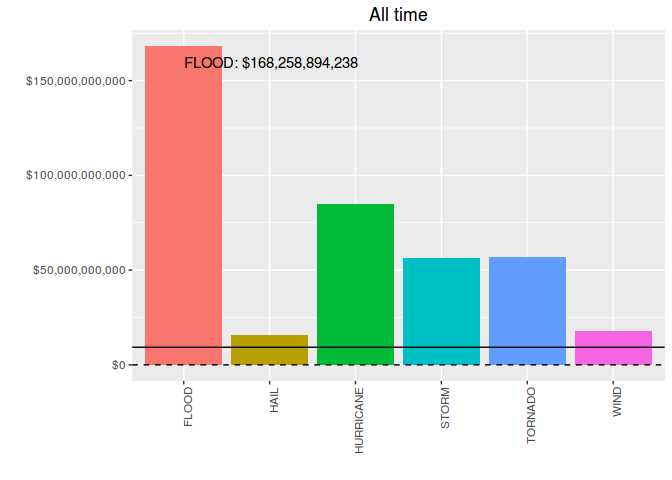 All time
FLOOD: $168,258,894,238
$150,000,000,000
$100,000,000,000
$50,000,000,000
$0
FLOOD
HAIL
HURRICANE
STORM
TORNADO
WIND